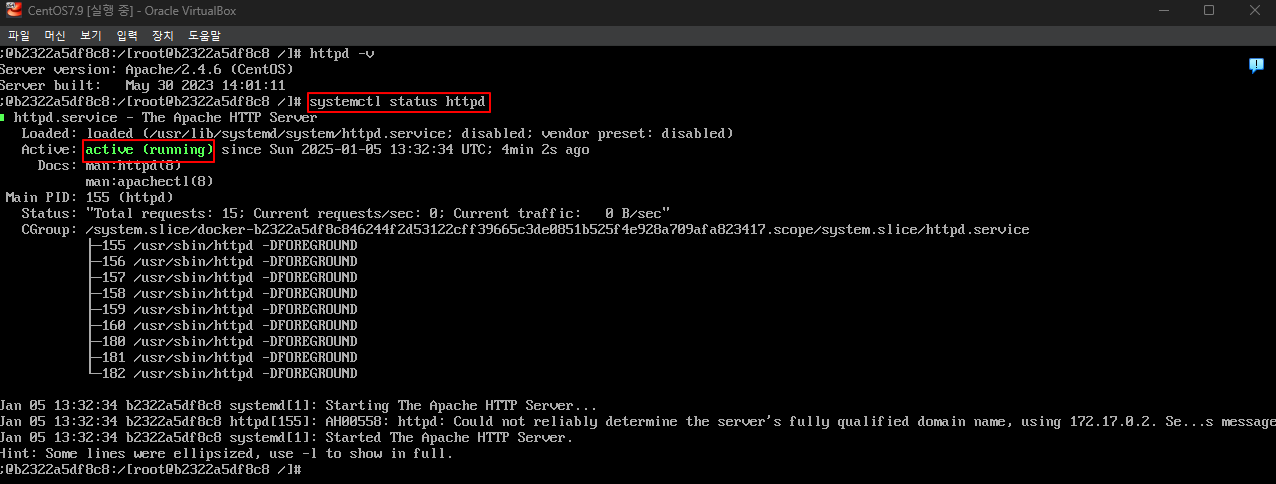 CentOS7.9 [실행 중] - Oracle VirtualBox
파일 머신 보기 입력 장치 도움말
;@b2322a5df8c8:/[root@b2322a5df8c8 /]# httpd -v
Server version: Apache/2.4.6 (CentOS)
Server built:   May 30 2023 14:01:11
;@b2322a5df8c8:/[root@b2322a5df8c8 /]# systemctl status httpd
httpd.service - The Apache HTTP Server
Loaded: loaded (/usr/lib/systemd/system/httpd.service; disabled; vendor preset: disabled)
Active: active (running) since Sun 2025-01-05 13:32:34 UTC; 4min 2s ago
Docs: man:httpd(8)
man:apachectl(8)
Main PID: 155 (httpd)
Status: "Total requests: 15; Current requests/sec: 0; Current traffic:   0 B/sec"
CGroup: /system.slice/docker-b2322a5df8c846244f2d53122cff39665c3de0851b525f4e928a709afa823417.scope/system.slice/httpd.service
├─155 /usr/sbin/httpd -DFOREGROUND
├─156 /usr/sbin/httpd -DFOREGROUND
├─157 /usr/sbin/httpd -DFOREGROUND
├─158 /usr/sbin/httpd -DFOREGROUND
├─159 /usr/sbin/httpd -DFOREGROUND
├─160 /usr/sbin/httpd -DFOREGROUND
├─180 /usr/sbin/httpd -DFOREGROUND
├─181 /usr/sbin/httpd -DFOREGROUND
└─182 /usr/sbin/httpd -DFOREGROUND
Jan 05 13:32:34 b2322a5df8c8 systemd[1]: Starting The Apache HTTP Server...
Jan 05 13:32:34 b2322a5df8c8 httpd[155]: AH00558: httpd: Could not reliably determine the server's fully qualified domain name, using 172.17.0.2. Se...s message
Jan 05 13:32:34 b2322a5df8c8 systemd[1]: Started The Apache HTTP Server.
Hint: Some lines were ellipsized, use -l to show in full.
;@b2322a5df8c8:/[root@b2322a5df8c8 /]#